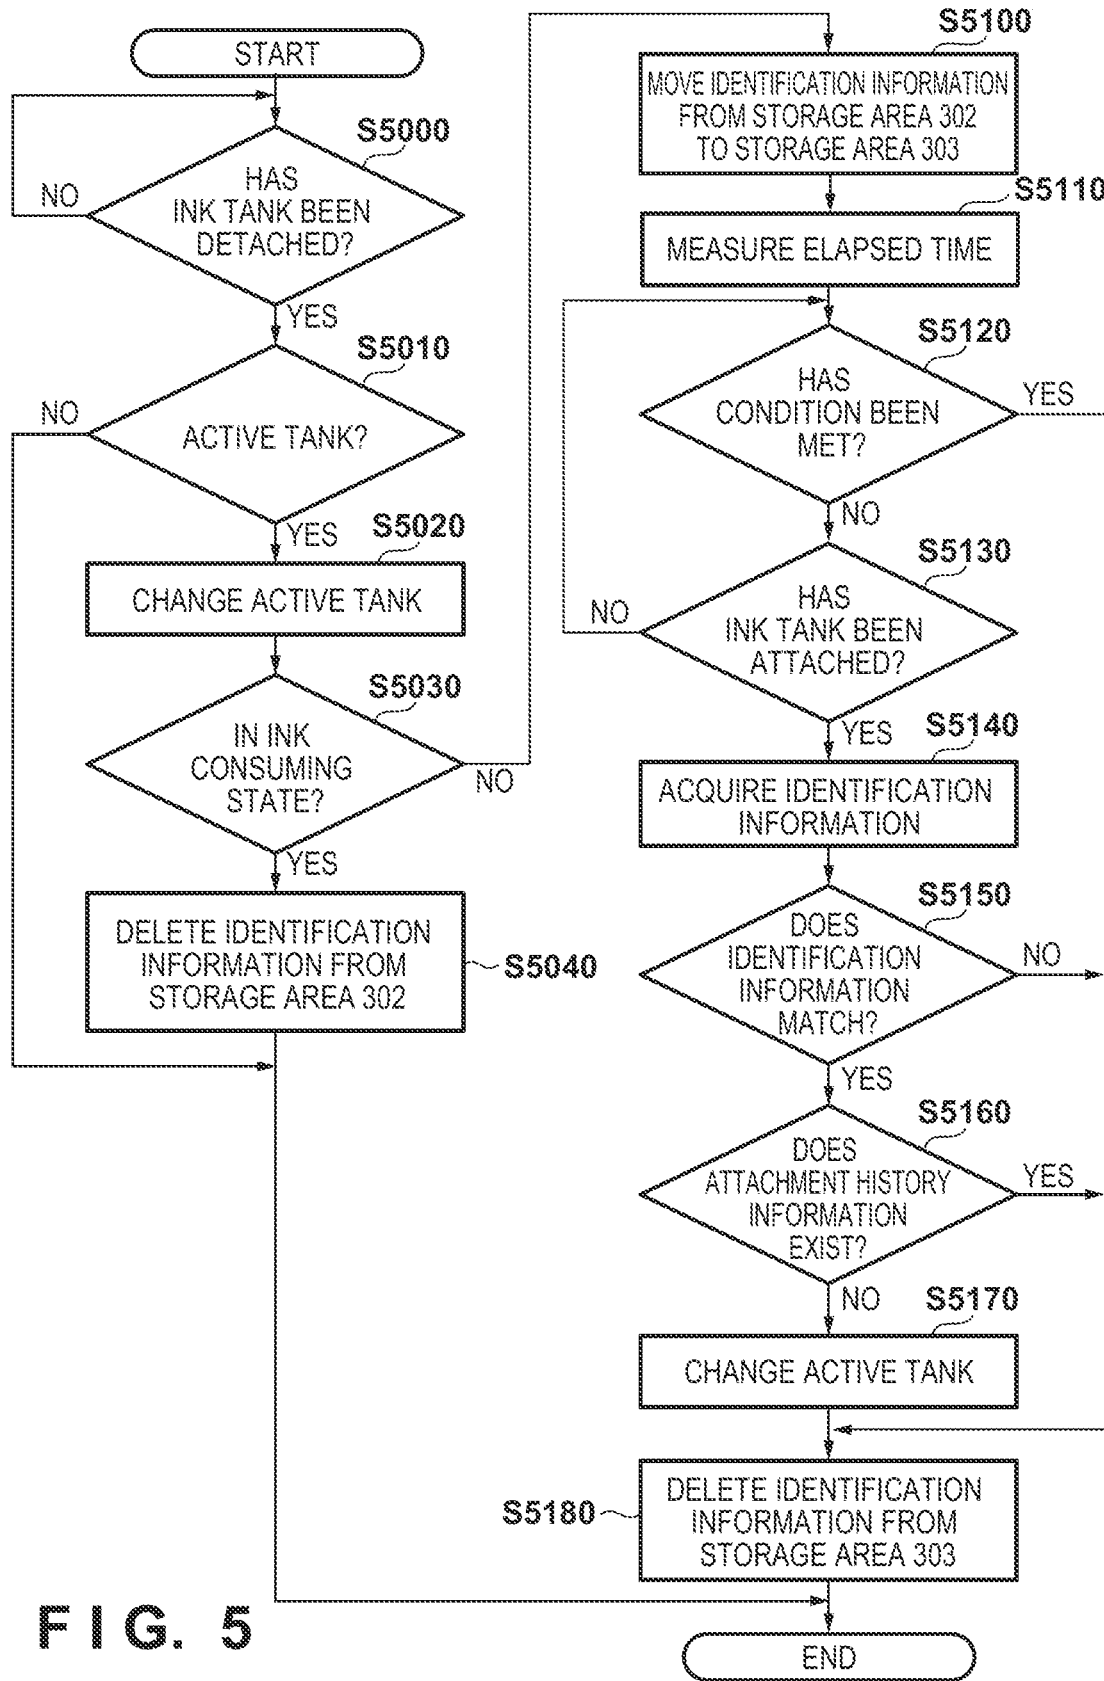 START
S5000
HAS
INK TANK BEEN
DETACHED?
NO
YES
S5010
ACTIVE TANK?
NO
YES
S5020
CHANGE ACTIVE TANK
S5030
IN INK
CONSUMING
STATE?
NO
YES
DELETE IDENTIFICATION
INFORMATION FROM
STORAGE AREA 302
S5040
S5100
MOVE IDENTIFICATION INFORMATION
FROM STORAGE AREA 302
TO STORAGE AREA 303
S5110
MEASURE ELAPSED TIME
S5120
HAS
CONDITION BEEN
MET?
YES
NO
S5130
HAS
INK TANK BEEN
ATTACHED?
NO
YES
S5140
ACQUIRE IDENTIFICATION
INFORMATION
S5150
DOES
IDENTIFICATION
INFORMATION
MATCH?
NO
YES
S5160
DOES
ATTACHMENT HISTORY
INFORMATION
EXIST?
YES
NO
S5170
CHANGE ACTIVE TANK
S5180
DELETE IDENTIFICATION
INFORMATION FROM
STORAGE AREA 303
END
FIG. 5